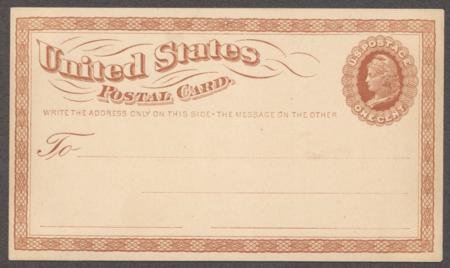 United States
Postal Card.
U.S. POSTAGE
ONE CENT
WRITE THE ADDRESS ONLY ON THIS SIDE-THE MESSAGE ON THE OTHER
To